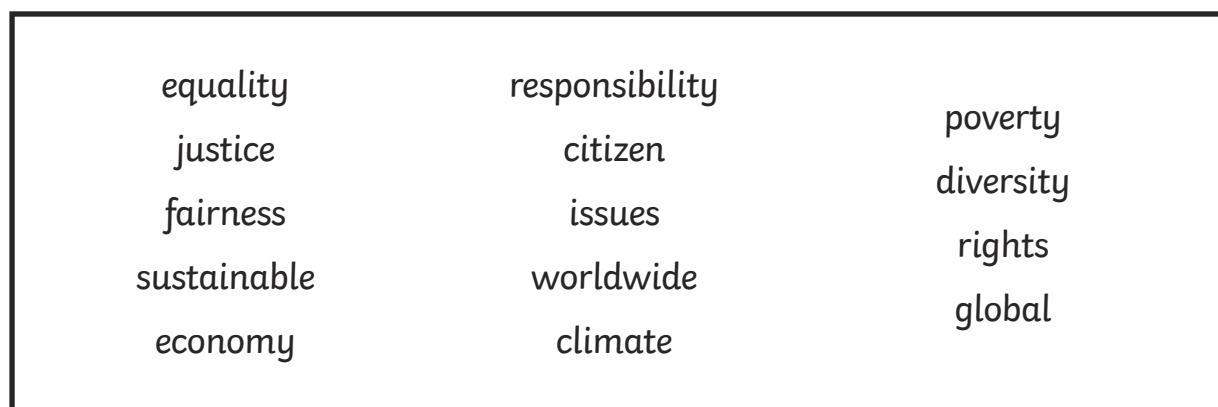 equality
justice
fairness
sustainable
economy
responsibility
citizen
issues
worldwide
climate
poverty
diversity
rights
global